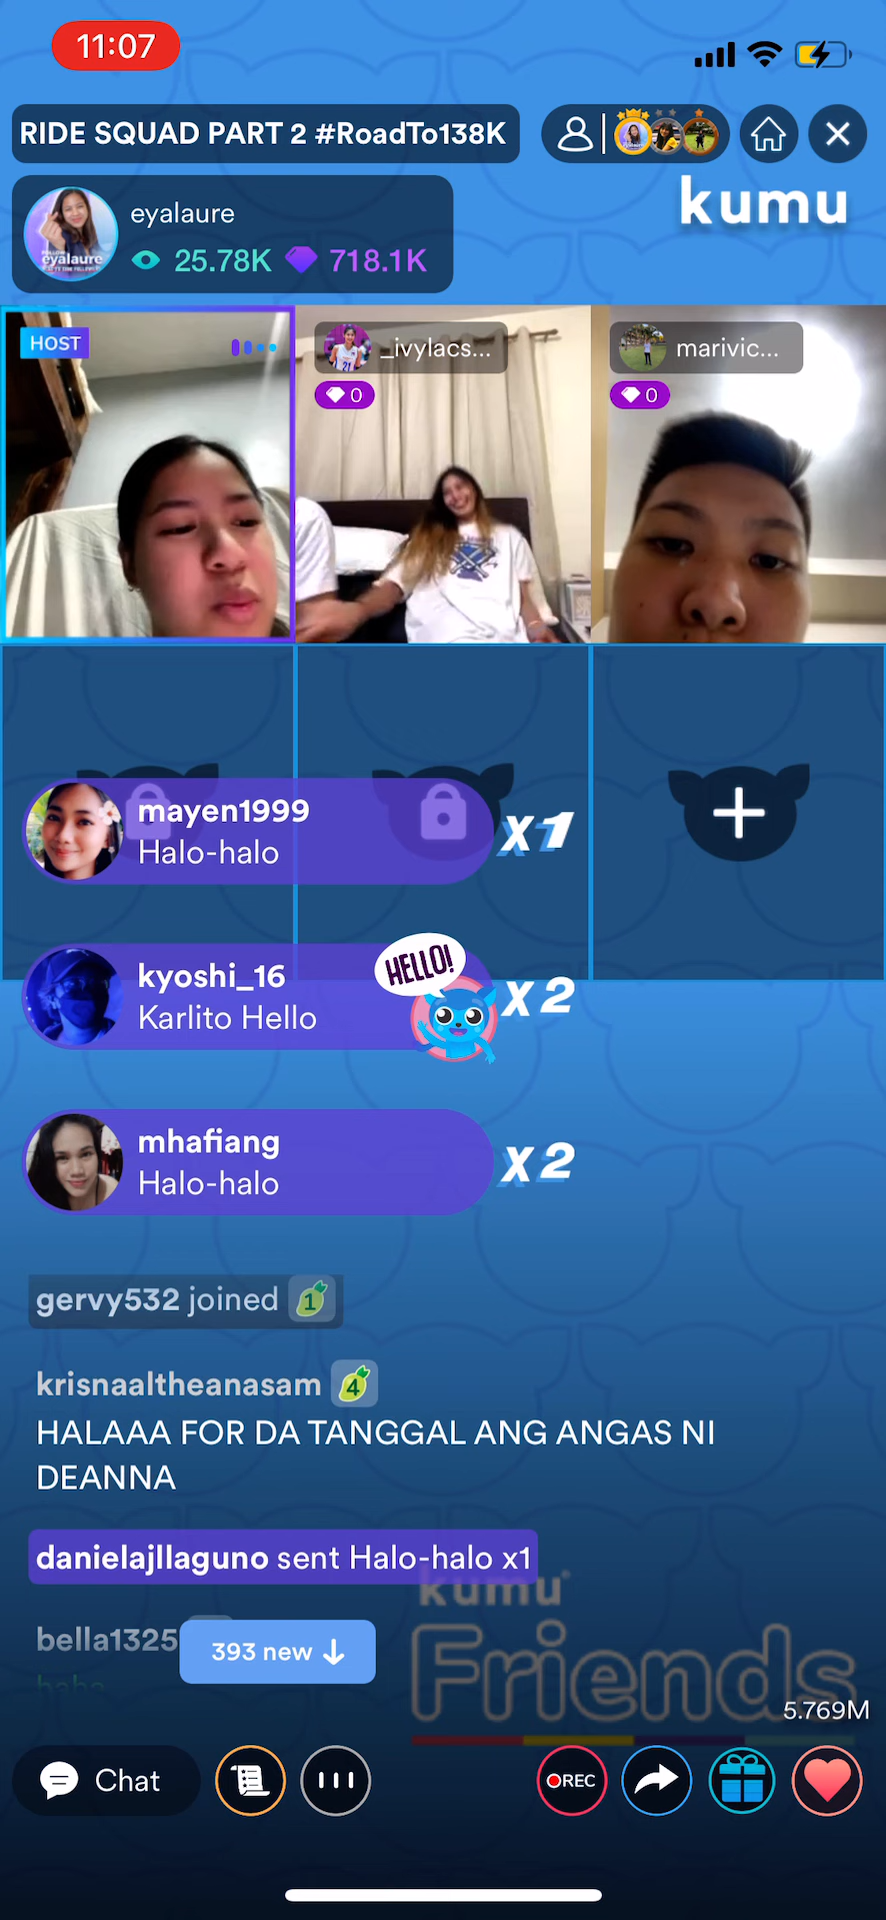 11:07
RIDE SQUAD PART 2 #RoadTo138K
kumu
eyalaure
eyalaure
25.78K 718.1K
HOST
_ivylacs...
0
21
marivic...
0
mayen1999
Halo-halo
X1
HELLO!
kyoshi_16
Karlito Hello
X2
mhafiang
Halo-halo
X2
gervy532 joined 1
krisnaaltheanasam 4
HALAAA FOR DA TANGGAL ANG ANGAS NI
DEANNA
danielajllaguno sent Halo-halo x1
kumu
Friends
bella1325
393 new
haha
5.769M
Chat
REC